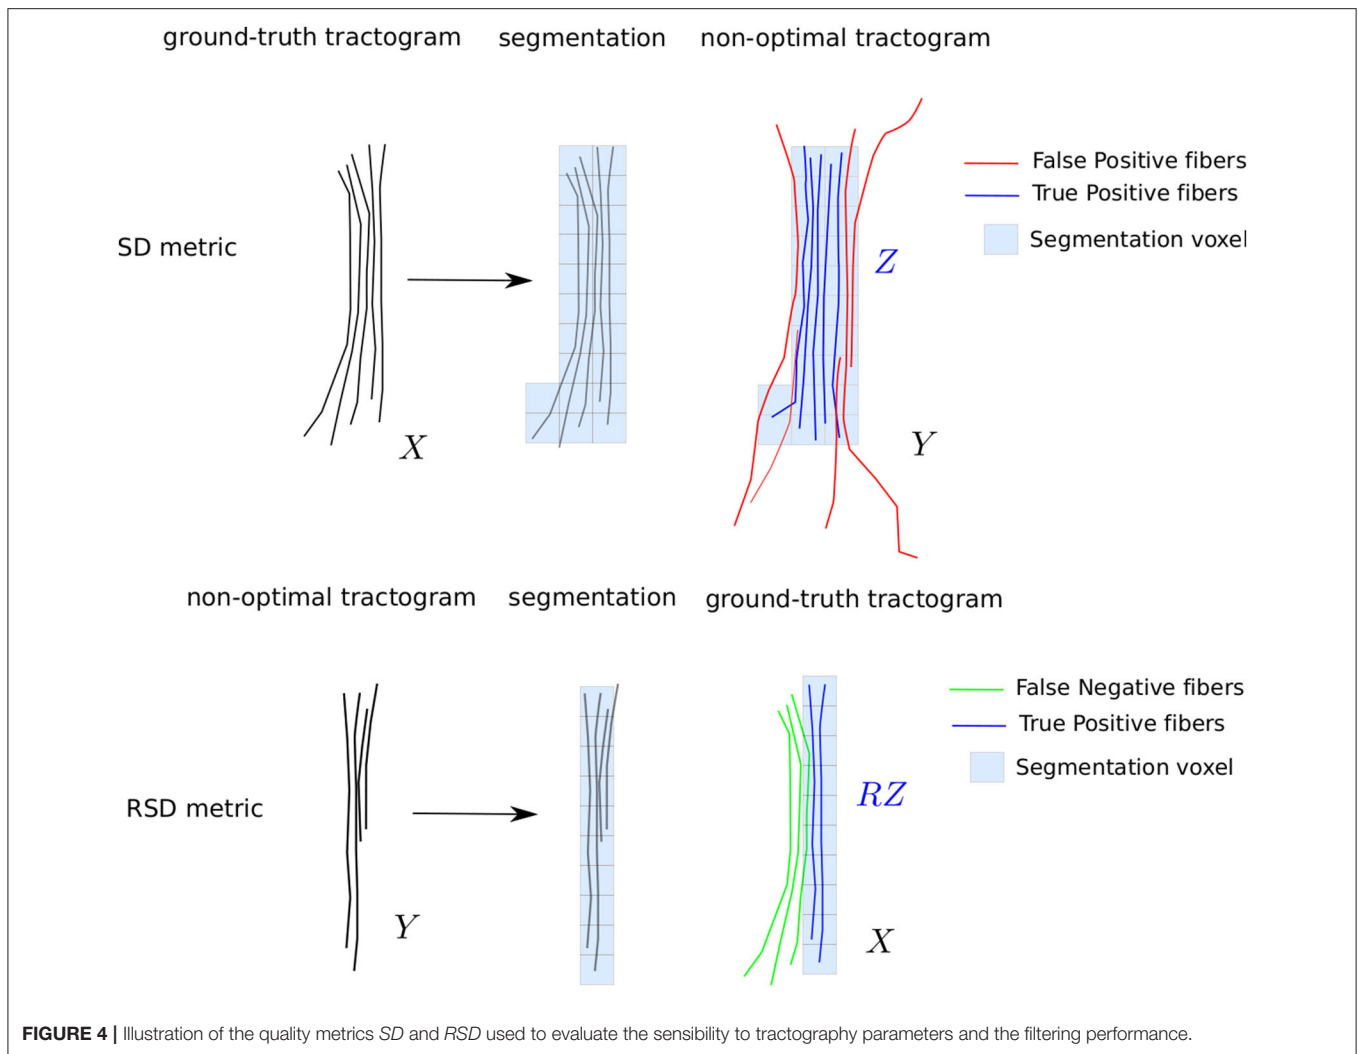 ground-truth tractogram segmentation non-optimal tractogram
False Positive fibers
True Positive fibers
Segmentation voxel
SD metric
Z
X
Y
non-optimal tractogram segmentation ground-truth tractogram
False Negative fibers
True Positive fibers
Segmentation voxel
RSD metric
RZ
Y
X
FIGURE 4 | Illustration of the quality metrics SD and RSD used to evaluate the sensibility to tractography parameters and the filtering performance.